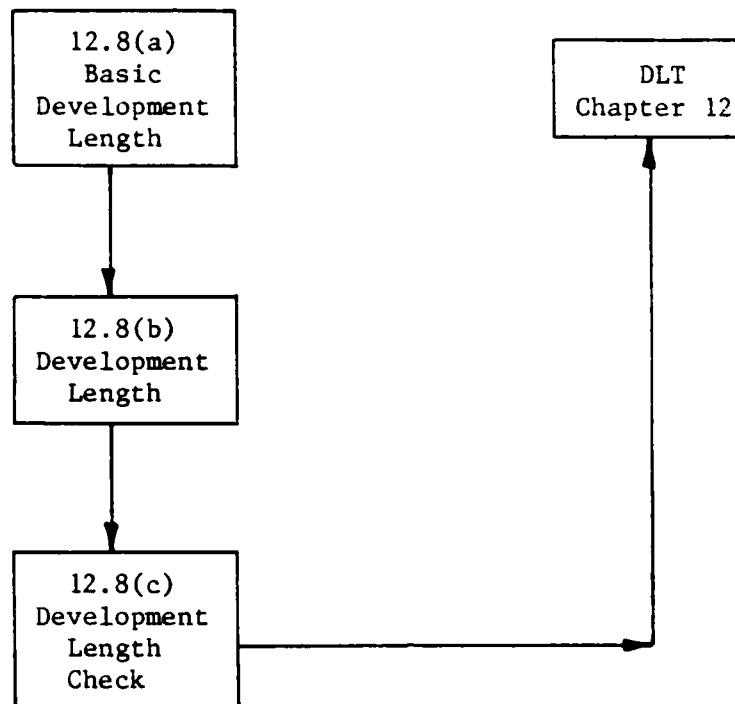 12.8(a)
Basic
Development
Length
DLT
Chapter 12
12.8(b)
Development
Length
12.8(c)
Development
Length
Check